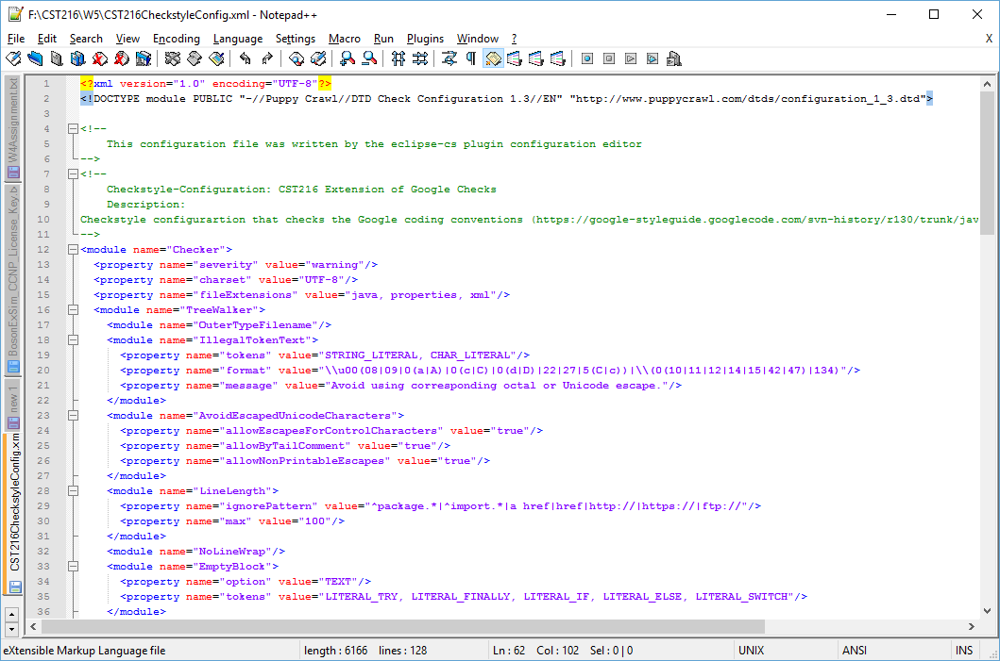 F:\CST216\W5\CST216CheckstyleConfig.xml - Notepad++
File Edit Search View Encoding Language Settings Macro Run Plugins Window ? X
W4Assignment.txt
BosonExSim_CCNP_License_Key.b
new 1
CST216CheckstyleConfig.xm
1 <?xml version="1.0" encoding="UTF-8"?>
2 <!DOCTYPE module PUBLIC "-//Puppy Crawl//DTD Check Configuration 1.3//EN" "http://www.puppycrawl.com/dtds/configuration_1_3.dtd">
3
4 <!--
5 This configuration file was written by the eclipse-cs plugin configuration editor
6 -->
7 <!--
8 Checkstyle-Configuration: CST216 Extension of Google Checks
9 Description:
10 Checkstyle configurartion that checks the Google coding conventions (https://google-styleguide.googlecode.com/svn-history/r130/trunk/jav
11 -->
12 <module name="Checker">
13 <property name="severity" value="warning"/>
14 <property name="charset" value="UTF-8"/>
15 <property name="fileExtensions" value="java, properties, xml"/>
16 <module name="TreeWalker">
17 <module name="OuterTypeFilename"/>
18 <module name="IllegalTokenText">
19 <property name="tokens" value="STRING_LITERAL, CHAR_LITERAL"/>
20 <property name="format" value="\\u00(08|09|0(a|A)|0(c|C)|0(d|D)|22|27|5(C|c))|\\(0(10|11|12|14|15|42|47)|134)"/>
21 <property name="message" value="Avoid using corresponding octal or Unicode escape."/>
22 </module>
23 <module name="AvoidEscapedUnicodeCharacters">
24 <property name="allowEscapesForControlCharacters" value="true"/>
25 <property name="allowByTailComment" value="true"/>
26 <property name="allowNonPrintableEscapes" value="true"/>
27 </module>
28 <module name="LineLength">
29 <property name="ignorePattern" value="^package.*|^import.*|a href|href|http://|https://|ftp://"/>
30 <property name="max" value="100"/>
31 </module>
32 <module name="NoLineWrap"/>
33 <module name="EmptyBlock">
34 <property name="option" value="TEXT"/>
35 <property name="tokens" value="LITERAL_TRY, LITERAL_FINALLY, LITERAL_IF, LITERAL_ELSE, LITERAL_SWITCH"/>
36 </module>
eXtensible Markup Language file length : 6166 lines : 128 Ln : 62 Col : 102 Sel : 0 | 0 UNIX ANSI INS